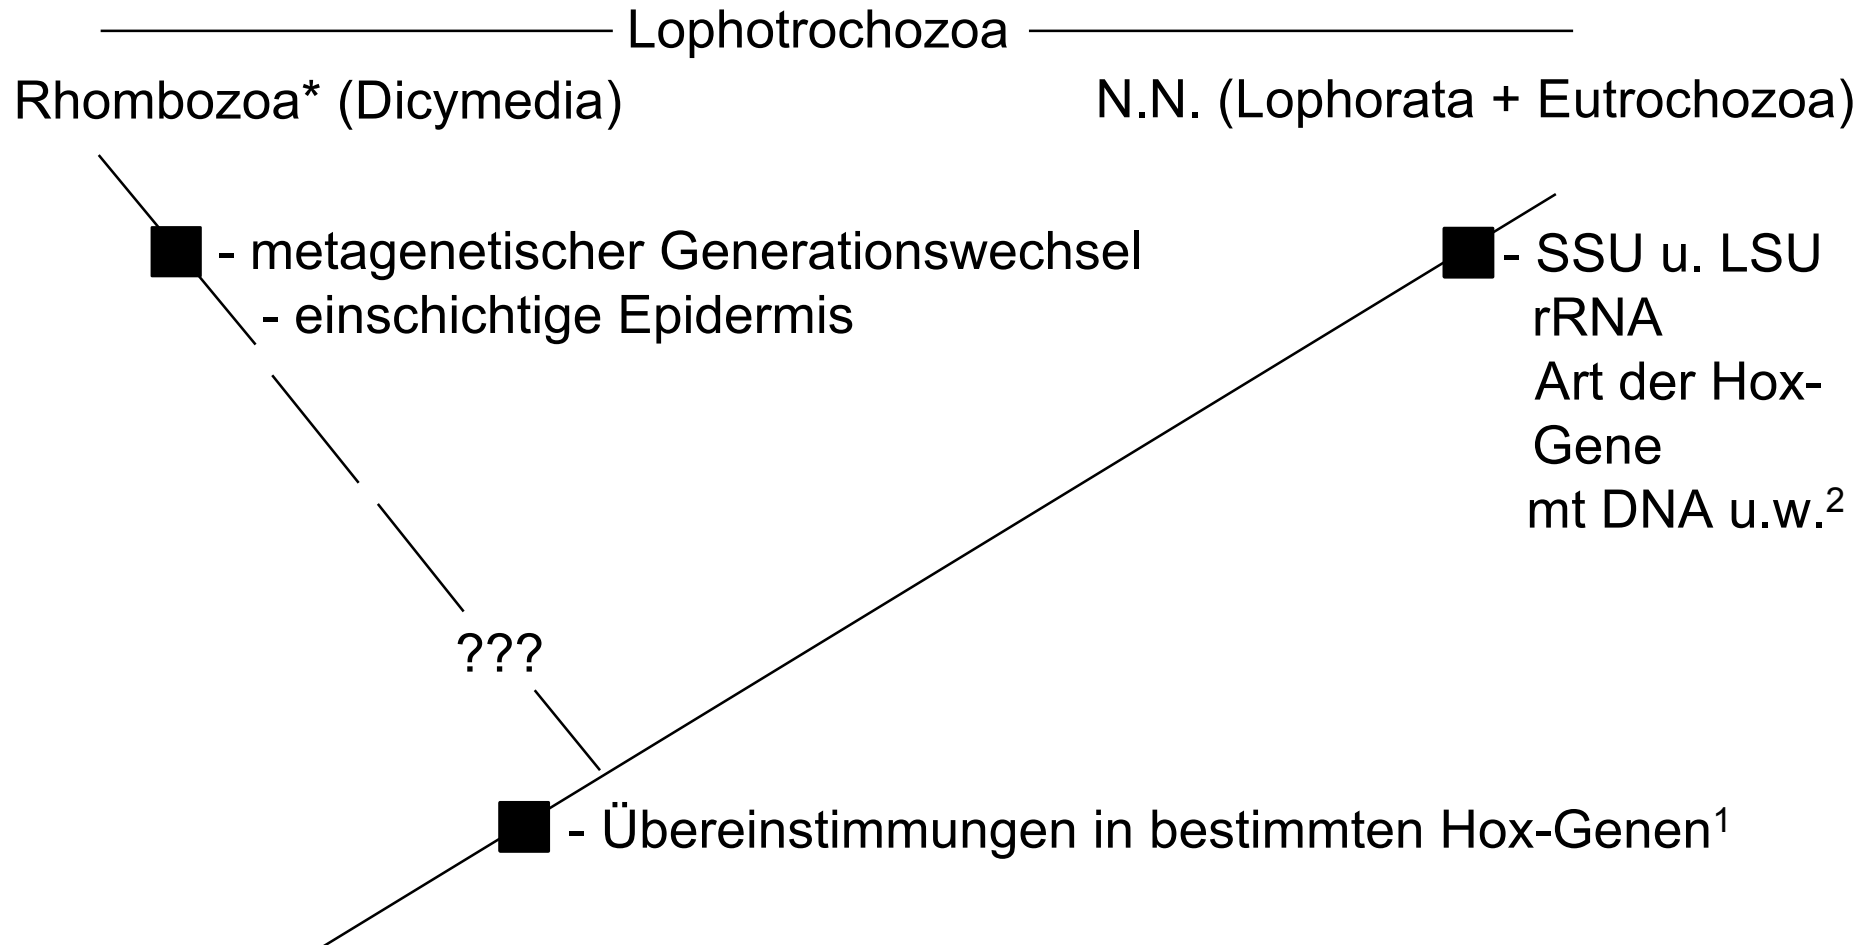 Lophotrochozoa
Rhombozoa* (Dicymedia)
N.N. (Lophorata + Eutrochozoa)
- metagenetischer Generationswechsel
- einschichtige Epidermis
- SSU u. LSU
rRNA
Art der Hox-
Gene
mt DNA u.w.²
???
- Übereinstimmungen in bestimmten Hox-Genen¹